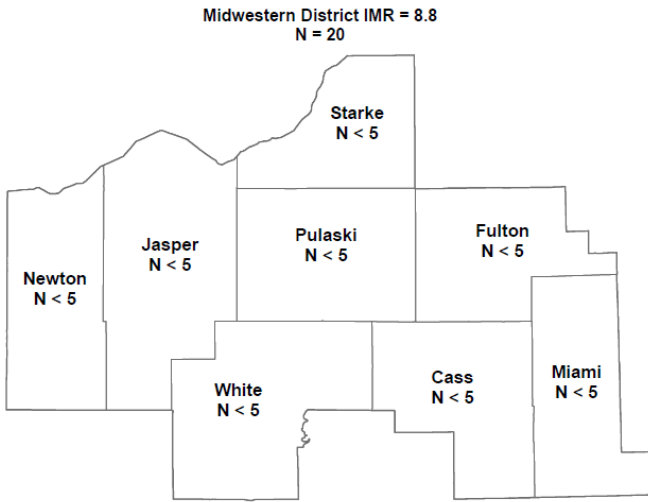 Midwestern District IMR = 8.8
N = 20
Starke
N < 5
Jasper
N < 5
Pulaski
N < 5
Fulton
N < 5
Newton
N < 5
White
N < 5
Cass
N < 5
Miami
N < 5